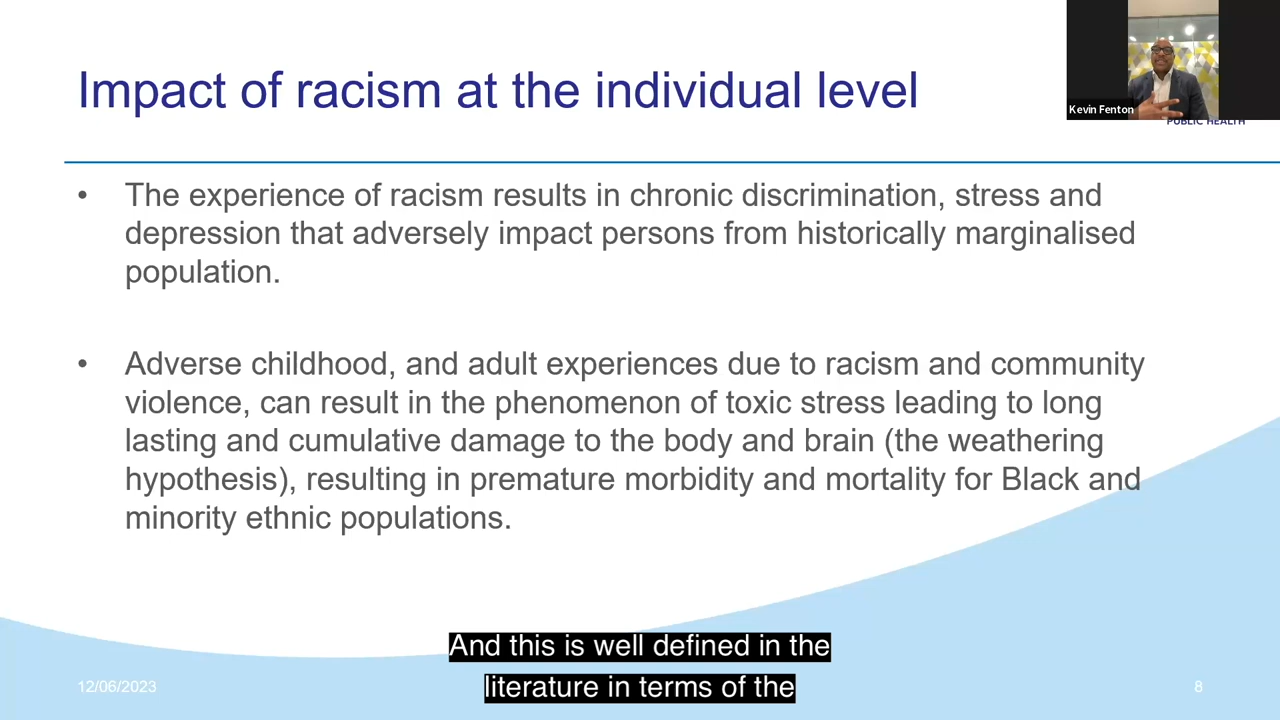 Impact of racism at the individual level
Kevin Fenton
PUBLIC HEALTH
• The experience of racism results in chronic discrimination, stress and
depression that adversely impact persons from historically marginalised
population.
• Adverse childhood, and adult experiences due to racism and community
violence, can result in the phenomenon of toxic stress leading to long
lasting and cumulative damage to the body and brain (the weathering
hypothesis), resulting in premature morbidity and mortality for Black and
minority ethnic populations.
And this is well defined in the
literature in terms of the
12/06/2023
8